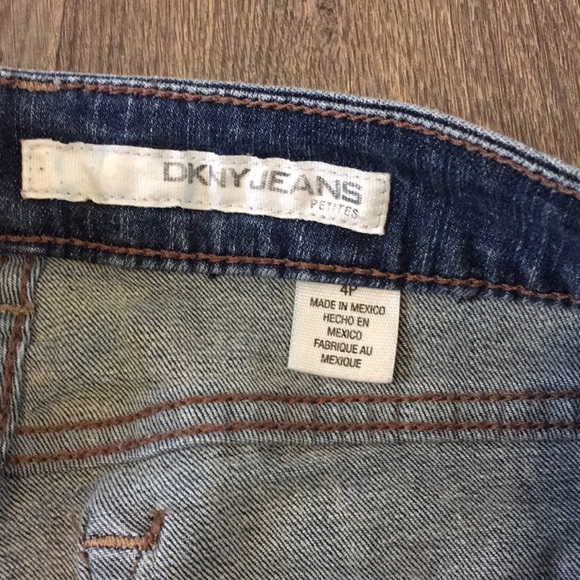 DKNYJEANS
PETITES
4P
MADE IN MEXICO
HECHO EN
MEXICO
FABRIQUE AU
MEXIQUE